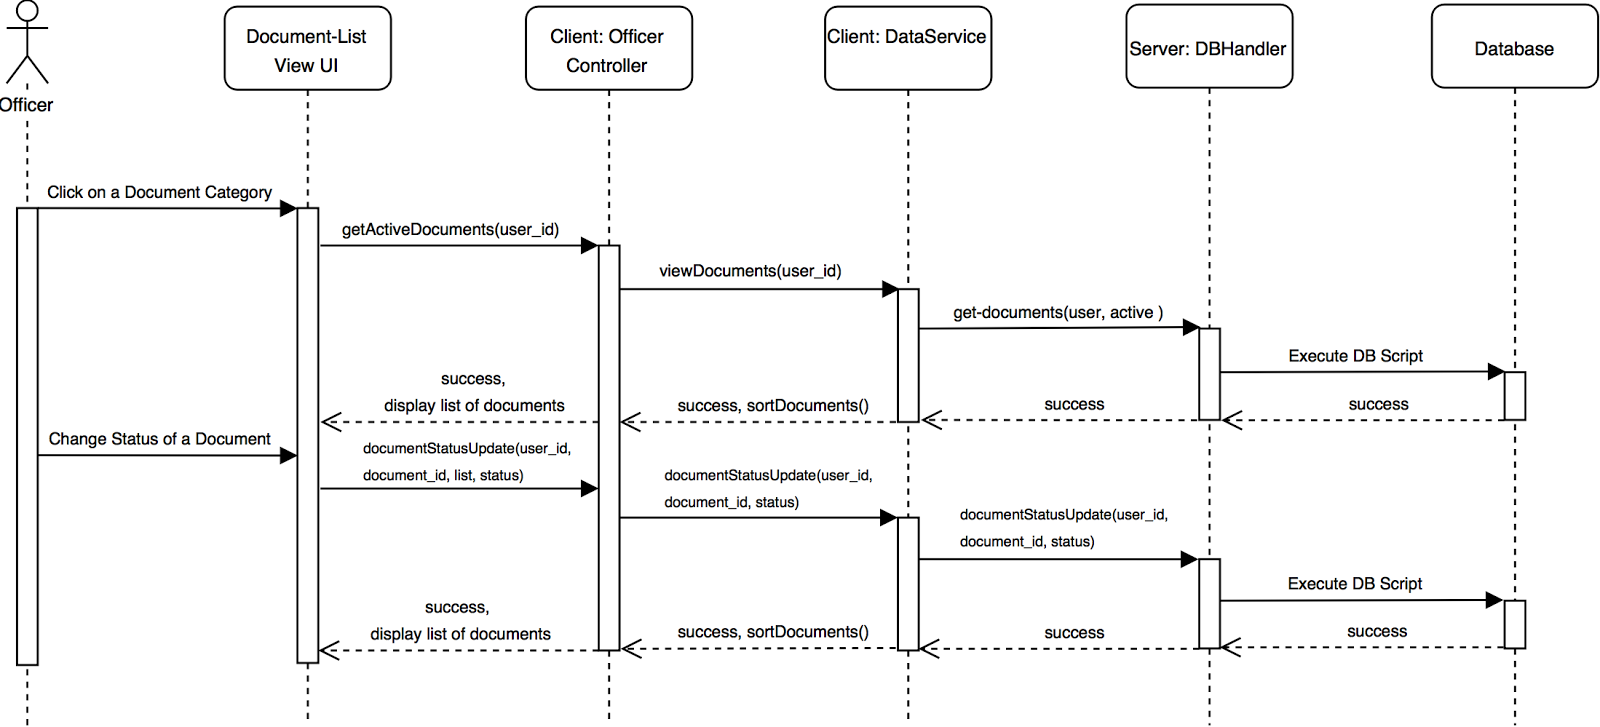 Document-List
View UI
Client: Officer
Controller
Client: DataService
Server: DBHandler
Database
Officer
Click on a Document Category
getActiveDocuments(user_id)
viewDocuments(user_id)
get-documents(user, active )
Execute DB Script
success,
display list of documents
success, sortDocuments()
success
success
Change Status of a Document
documentStatusUpdate(user_id,
document_id, list, status)
documentStatusUpdate(user_id,
document_id, status)
documentStatusUpdate(user_id,
document_id, status)
Execute DB Script
success,
display list of documents
success, sortDocuments()
success
success